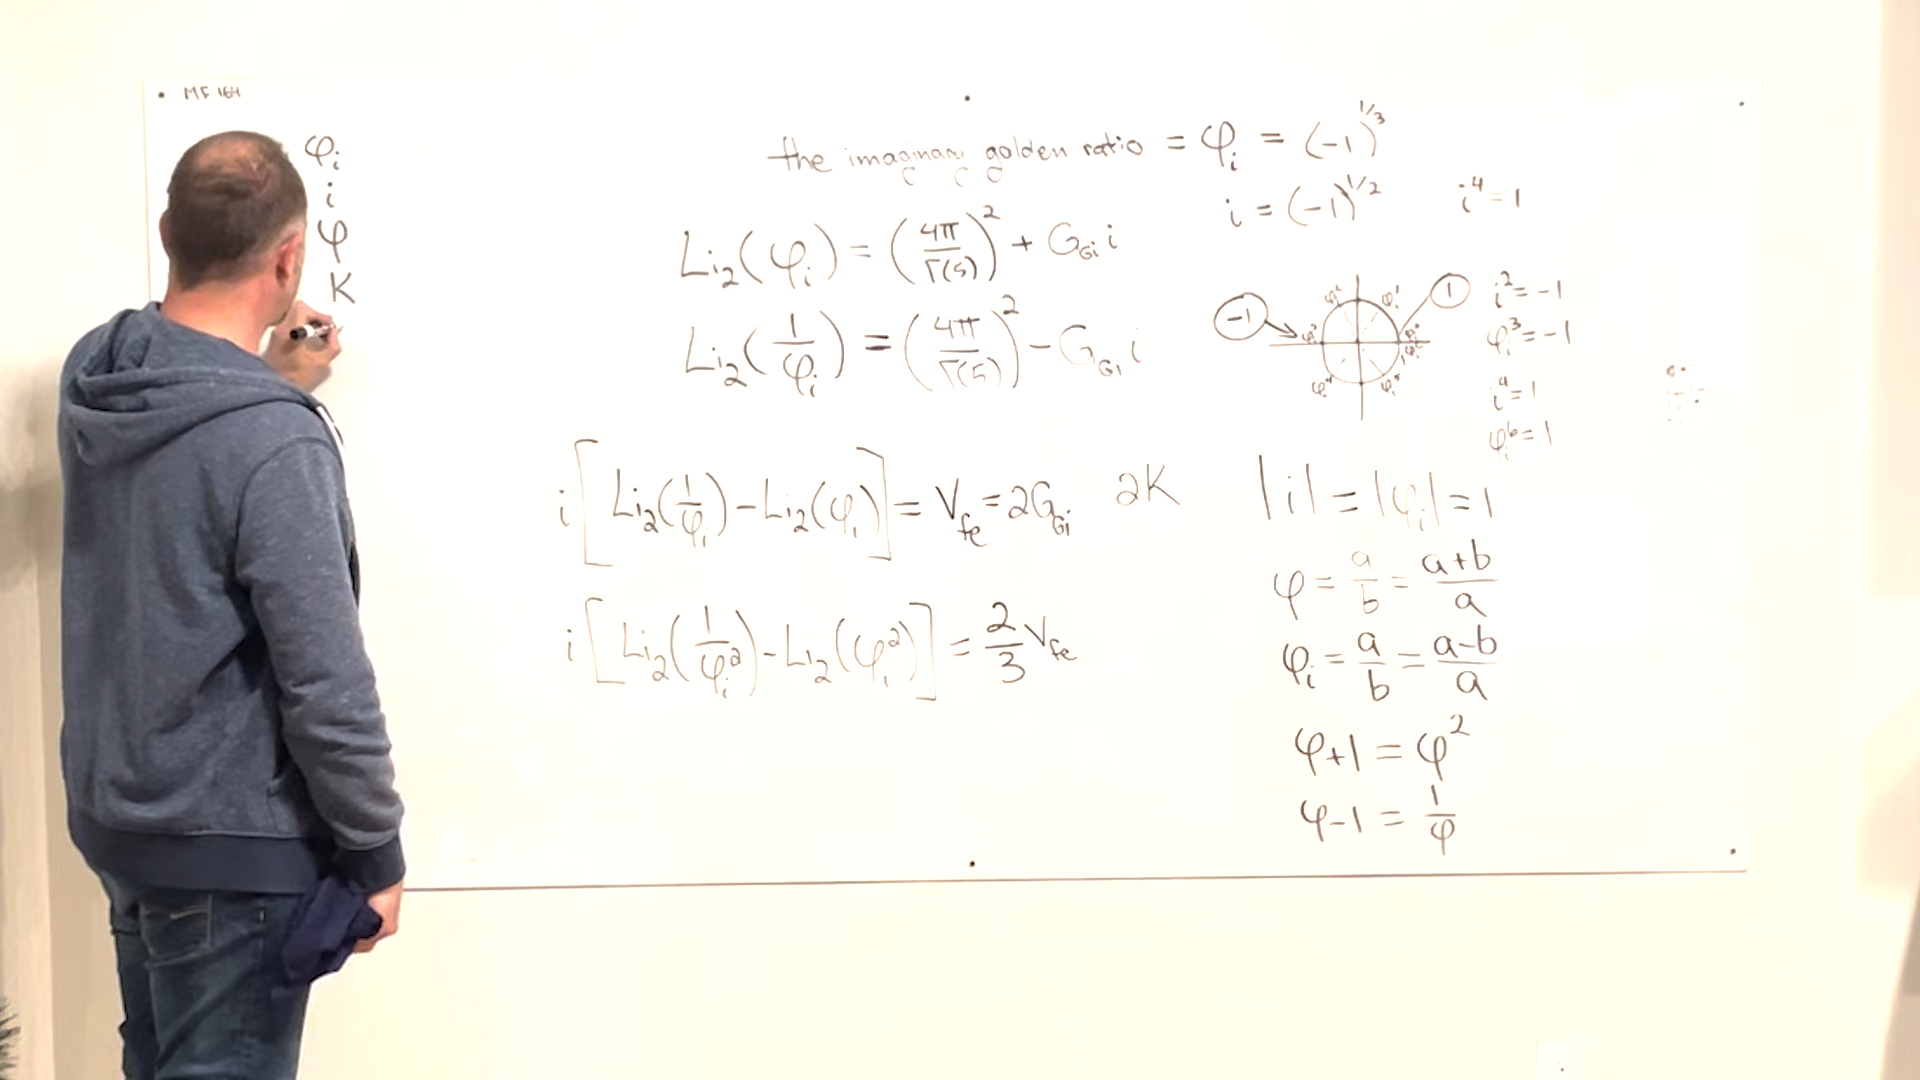 MF 164
φᵢ
i
φ
K
the imaginary golden ratio = φᵢ = (-1)^1/3
i = (-1)^1/2
i^4 = 1
Li₂(φᵢ) = (4π/Γ(5))² + G_Gi i
Li₂(1/φᵢ) = (4π/Γ(5))² - G_Gi i
i[Li₂(1/φᵢ) - Li₂(φᵢ)] = V_fe = 2G_Gi
2K
i[Li₂(1/φᵢ²) - Li₂(φᵢ²)] = 2/3 V_fe
-1
1
i² = -1
φᵢ³ = -1
i⁴ = 1
φᵢ⁶ = 1
|i| = |φᵢ| = 1
φ = a/b = (a+b)/a
φᵢ = a/b = (a-b)/a
φ+1 = φ²
φ-1 = 1/φ